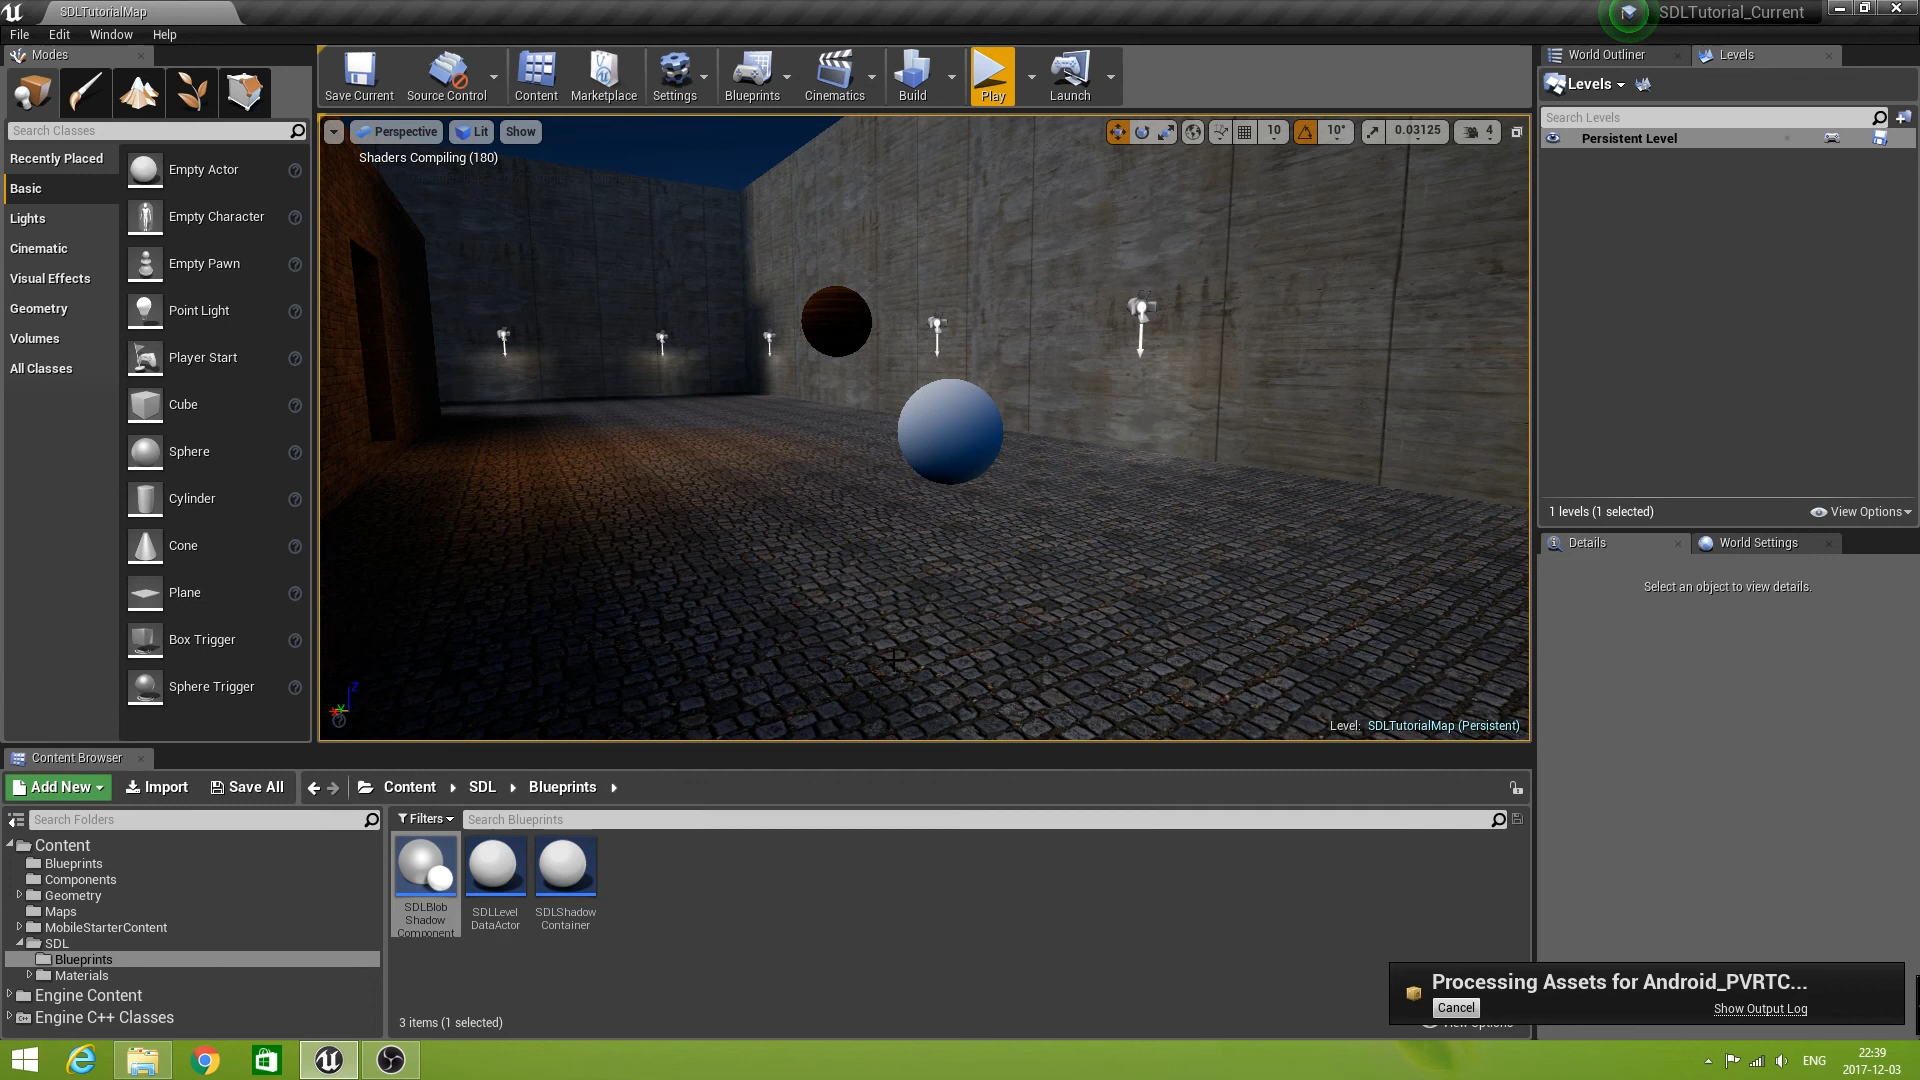 SDLTutorialMap
SDLTutorial_Current
File Edit Window Help
Modes
Search Classes
Recently Placed
Basic
Lights
Cinematic
Visual Effects
Geometry
Volumes
All Classes
Empty Actor
Empty Character
Empty Pawn
Point Light
Player Start
Cube
Sphere
Cylinder
Cone
Plane
Box Trigger
Sphere Trigger
Save Current Source Control Content Marketplace Settings Blueprints Cinematics Build Play Launch
Perspective Lit Show
10 10° 0.03125 4
Shaders Compiling (180)
Z
Level: SDLTutorialMap (Persistent)
World Outliner Levels
Levels
Search Levels
Persistent Level
1 levels (1 selected) View Options
Details World Settings
Select an object to view details.
Content Browser
Add New Import Save All Content SDL Blueprints
Search Folders
Filters Search Blueprints
Content
Blueprints
Components
Geometry
Maps
MobileStarterContent
SDL
Blueprints
Materials
Engine Content
Engine C++ Classes
SDLBlob
Shadow
Component
SDLLevel
DataActor
SDLShadow
Container
3 items (1 selected)
View Options
Processing Assets for Android_PVRTC...
Cancel Show Output Log
ENG
22:39
2017-12-03